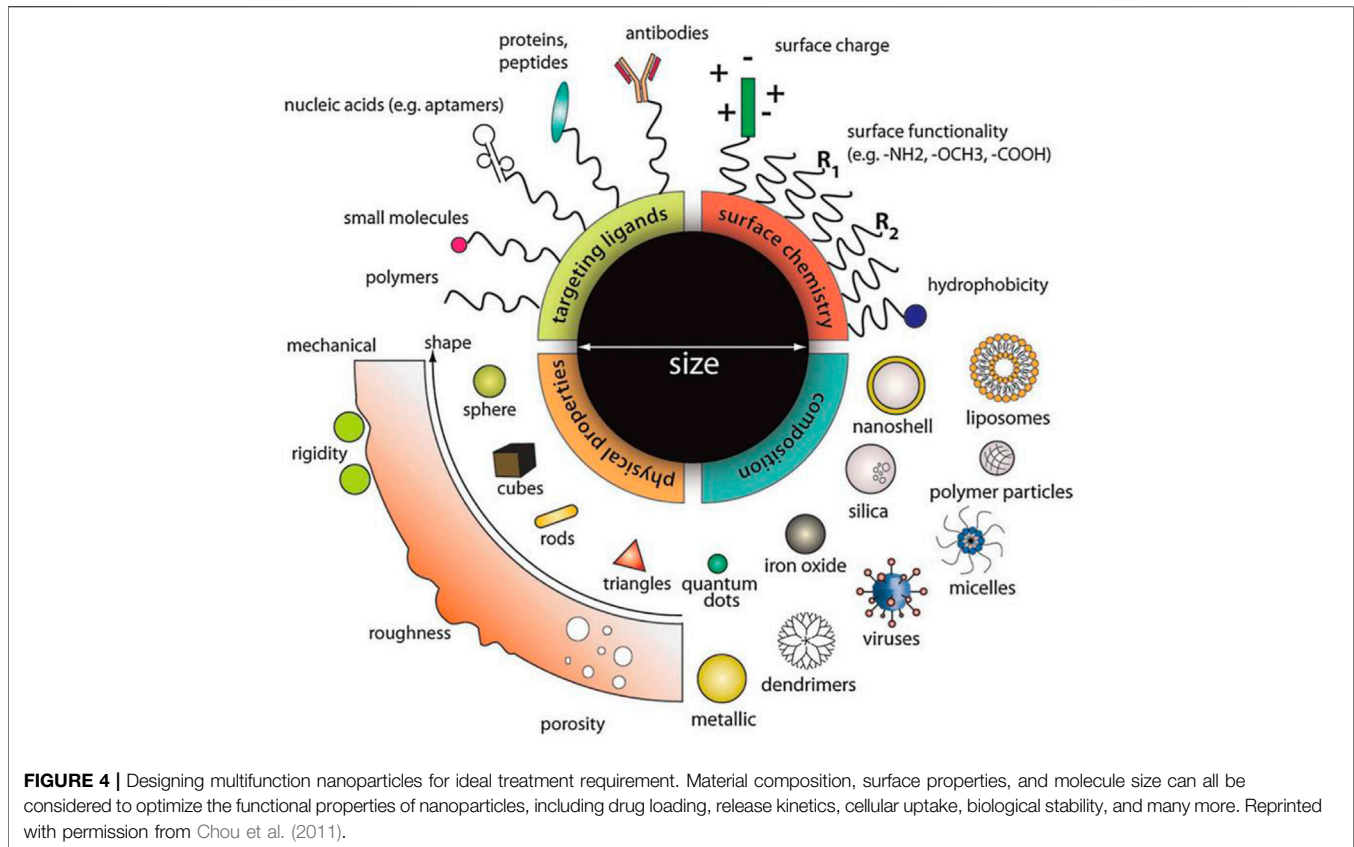 antibodies
proteins,
peptides
surface charge
nucleic acids (e.g. aptamers)
- + + + -
surface functionality
(e.g. -NH2, -OCH3, -COOH)
R1
R2
small molecules
polymers
hydrophobicity
targeting ligands
surface chemistry
size
physical properties
composition
mechanical
shape
sphere
rigidity
cubes
rods
triangles
roughness
porosity
nanoshell
liposomes
silica
polymer particles
quantum
dots
iron oxide
micelles
viruses
dendrimers
metallic
FIGURE 4 | Designing multifunction nanoparticles for ideal treatment requirement. Material composition, surface properties, and molecule size can all be
considered to optimize the functional properties of nanoparticles, including drug loading, release kinetics, cellular uptake, biological stability, and many more. Reprinted
with permission from Chou et al. (2011).